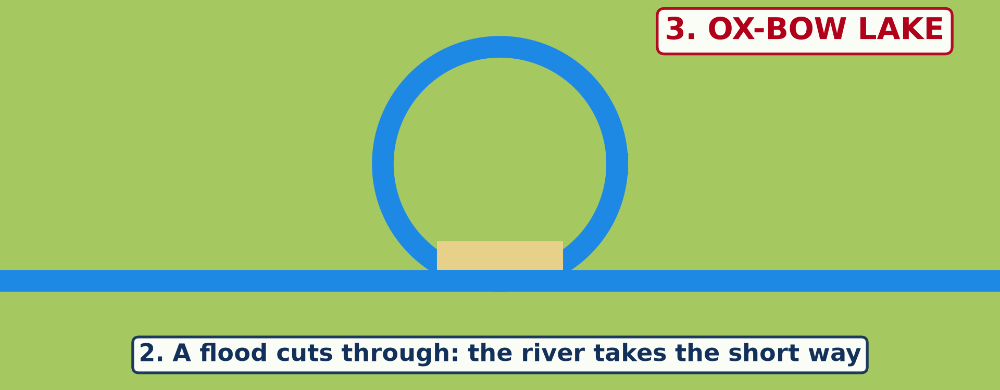 3. OX-BOW LAKE
2. A flood cuts through: the river takes the short way